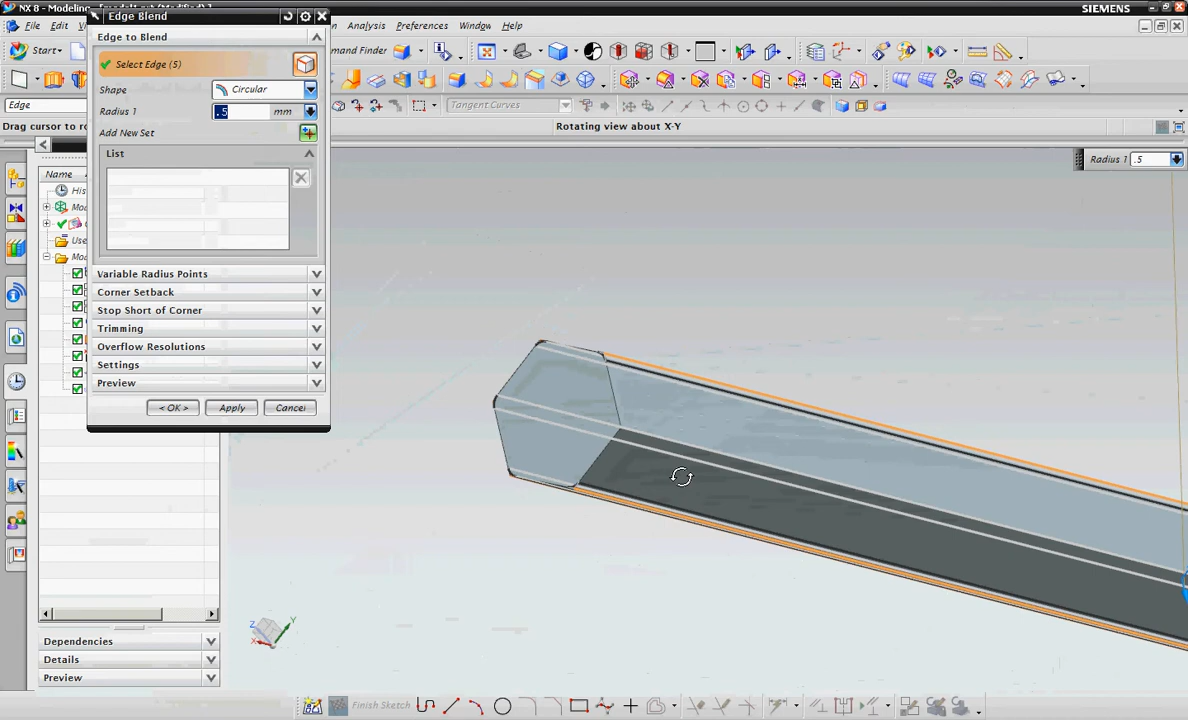 Edge Blend
NX 8 - Modeling
SIEMENS
File
Edit
Analysis
Preferences
Window
Help
Edge to Blend
Start
Select Edge (5)
Shape
Circular
Radius 1
.5
mm
Add New Set
List
Edge
Tangent Curves
Drag cursor to
Rotating view about X-Y
Radius 1
.5
Name
His
Variable Radius Points
Corner Setback
Stop Short of Corner
Trimming
Overflow Resolutions
Settings
Preview
< OK >
Apply
Cancel
Z
Y
X
Dependencies
Details
Preview
Finish Sketch